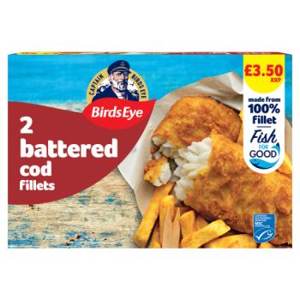 CAPTAIN BIRDSEYE
BirdsEye
2
battered
cod
fillets
£3.50
RRP
made from
100%
fillet
Fish
FOR
GOOD